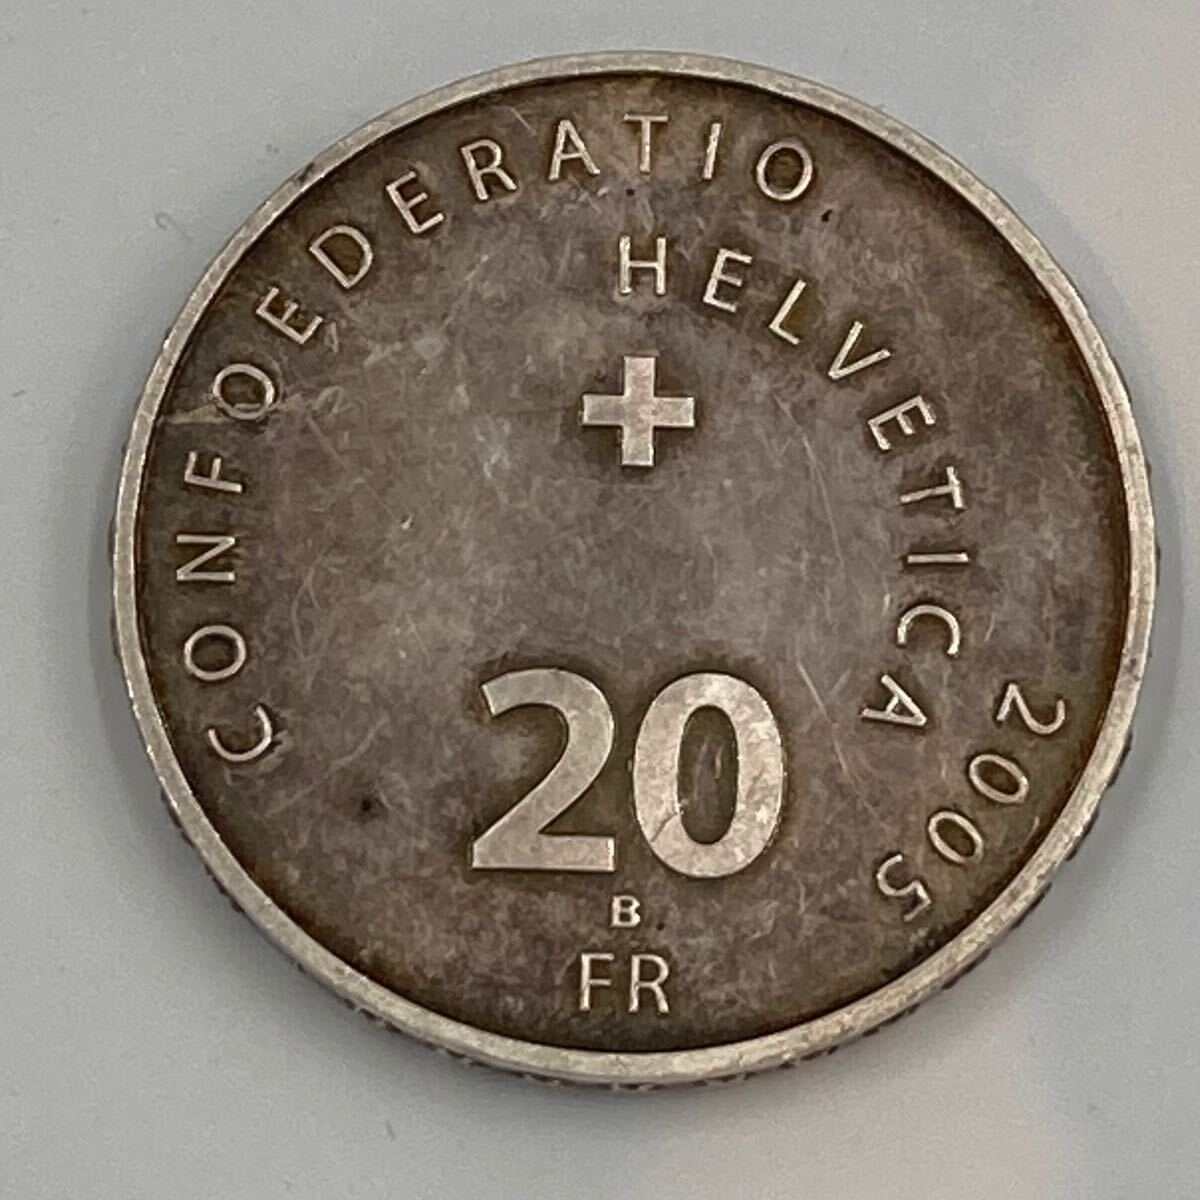 CONFOEDERATIO
HELVETICA
2005
20
B
FR